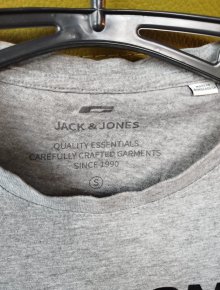 JACK & JONES
QUALITY ESSENTIALS
CAREFULLY CRAFTED GARMENTS
SINCE 1990
S